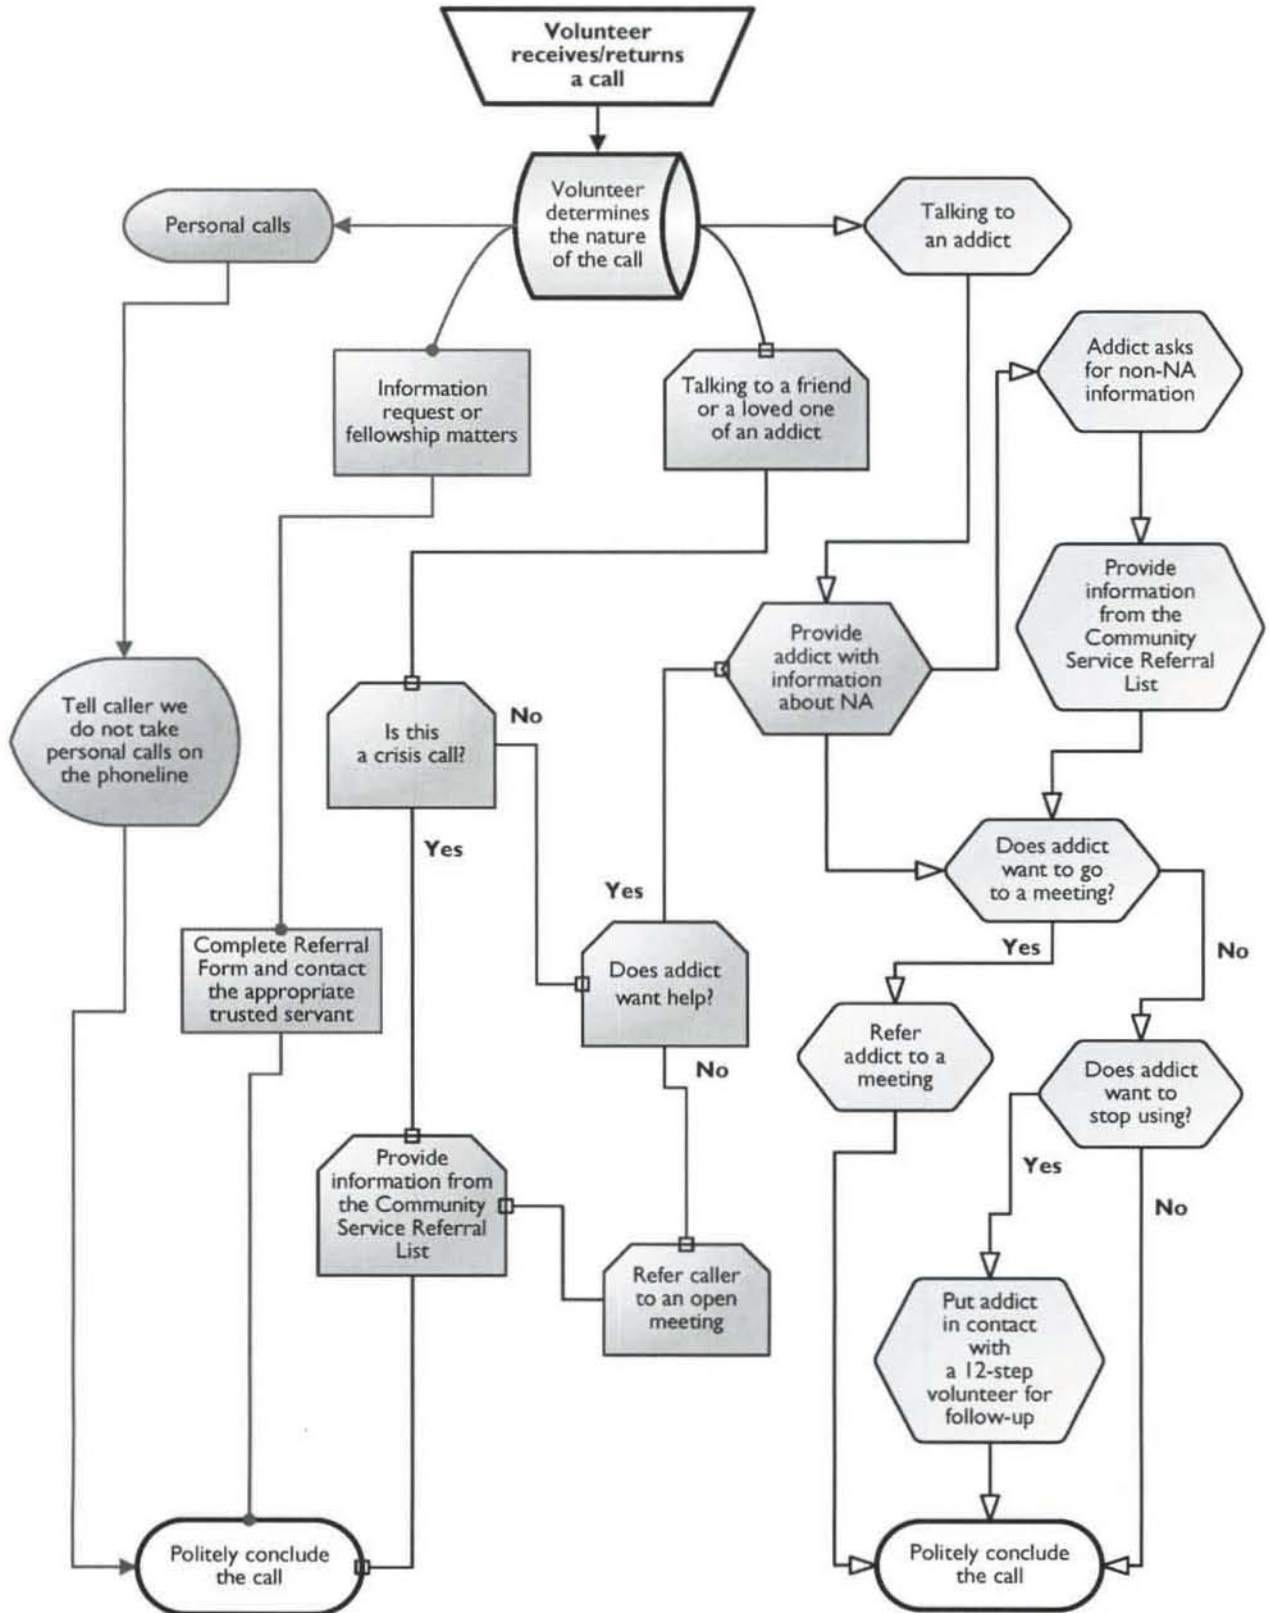 Volunteer
receives/returns
a call
Volunteer
determines
the nature
of the call
Personal calls
Talking to
an addict
Information
request or
fellowship matters
Talking to a friend
or a loved one
of an addict
Addict asks
for non-NA
information
Provide
information
from the
Community
Service Referral
List
Provide
addict with
information
about NA
Tell caller we
do not take
personal calls on
the phoneline
Is this
a crisis call?
No
Yes
Does addict
want to go
to a meeting?
Yes
No
Yes
Does addict
want help?
No
Complete Referral
Form and contact
the appropriate
trusted servant
Refer
addict to a
meeting
Does addict
want to
stop using?
Yes
No
Provide
information from
the Community
Service Referral
List
Refer caller
to an open
meeting
Put addict
in contact
with
a 12-step
volunteer for
follow-up
Politely conclude
the call
Politely conclude
the call